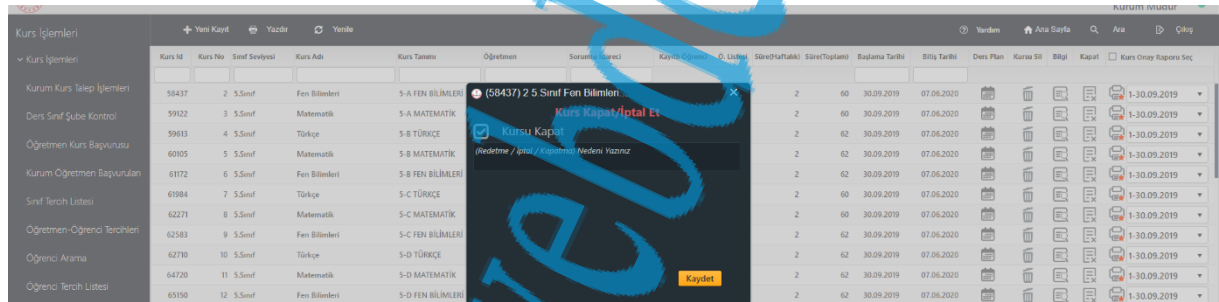 Kurum Müdür
Kurs İşlemleri
Yeni Kayıt Yazdır Yenile Yardım Ana Sayfa Ara Çıkış
Kurs İşlemleri
Kurum Kurs Talep İşlemleri
Ders Sınıf Şube Kontrol
Öğretmen Kurs Başvurusu
Kurum Öğretmen Başvuruları
Sınıf Tercih Listesi
Öğretmen-Öğrenci Tercihleri
Öğrenci Arama
Öğrenci Tercih Listesi
Kurs Id Kurs No Sınıf Seviyesi Kurs Adı Kurs Tanımı Öğretmen Sorumlu İdareci Kayıtlı Öğrenci Ö. Listesi Süre(Haftalık) Süre(Toplam) Başlama Tarihi Bitiş Tarihi Ders Plan Kursu Sil Bilgi Kapat Kurs Onay Raporu Seç
58437 2 5.Sınıf Fen Bilimleri 5-A FEN BİLİMLERİ 2 60 30.09.2019 07.06.2020 1-30.09.2019
59122 3 5.Sınıf Matematik 5-A MATEMATİK 2 60 30.09.2019 07.06.2020 1-30.09.2019
59613 4 5.Sınıf Türkçe 5-B TÜRKÇE 2 62 30.09.2019 07.06.2020 1-30.09.2019
60105 5 5.Sınıf Matematik 5-B MATEMATİK 2 62 30.09.2019 07.06.2020 1-30.09.2019
61172 6 5.Sınıf Fen Bilimleri 5-B FEN BİLİMLERİ 2 62 30.09.2019 07.06.2020 1-30.09.2019
61984 7 5.Sınıf Türkçe 5-C TÜRKÇE 2 60 30.09.2019 07.06.2020 1-30.09.2019
62271 8 5.Sınıf Matematik 5-C MATEMATİK 2 60 30.09.2019 07.06.2020 1-30.09.2019
62583 9 5.Sınıf Fen Bilimleri 5-C FEN BİLİMLERİ 2 62 30.09.2019 07.06.2020 1-30.09.2019
62710 10 5.Sınıf Türkçe 5-D TÜRKÇE 2 62 30.09.2019 07.06.2020 1-30.09.2019
64720 11 5.Sınıf Matematik 5-D MATEMATİK 2 62 30.09.2019 07.06.2020 1-30.09.2019
65150 12 5.Sınıf Fen Bilimleri 5-D FEN BİLİMLERİ 2 62 30.09.2019 07.06.2020 1-30.09.2019
(58437) 2 5.Sınıf Fen Bilimleri
Kurs Kapat/İptal Et
Kursu Kapat
(Redetme / İptal / Kapatma) Nedeni Yazınız
Kaydet